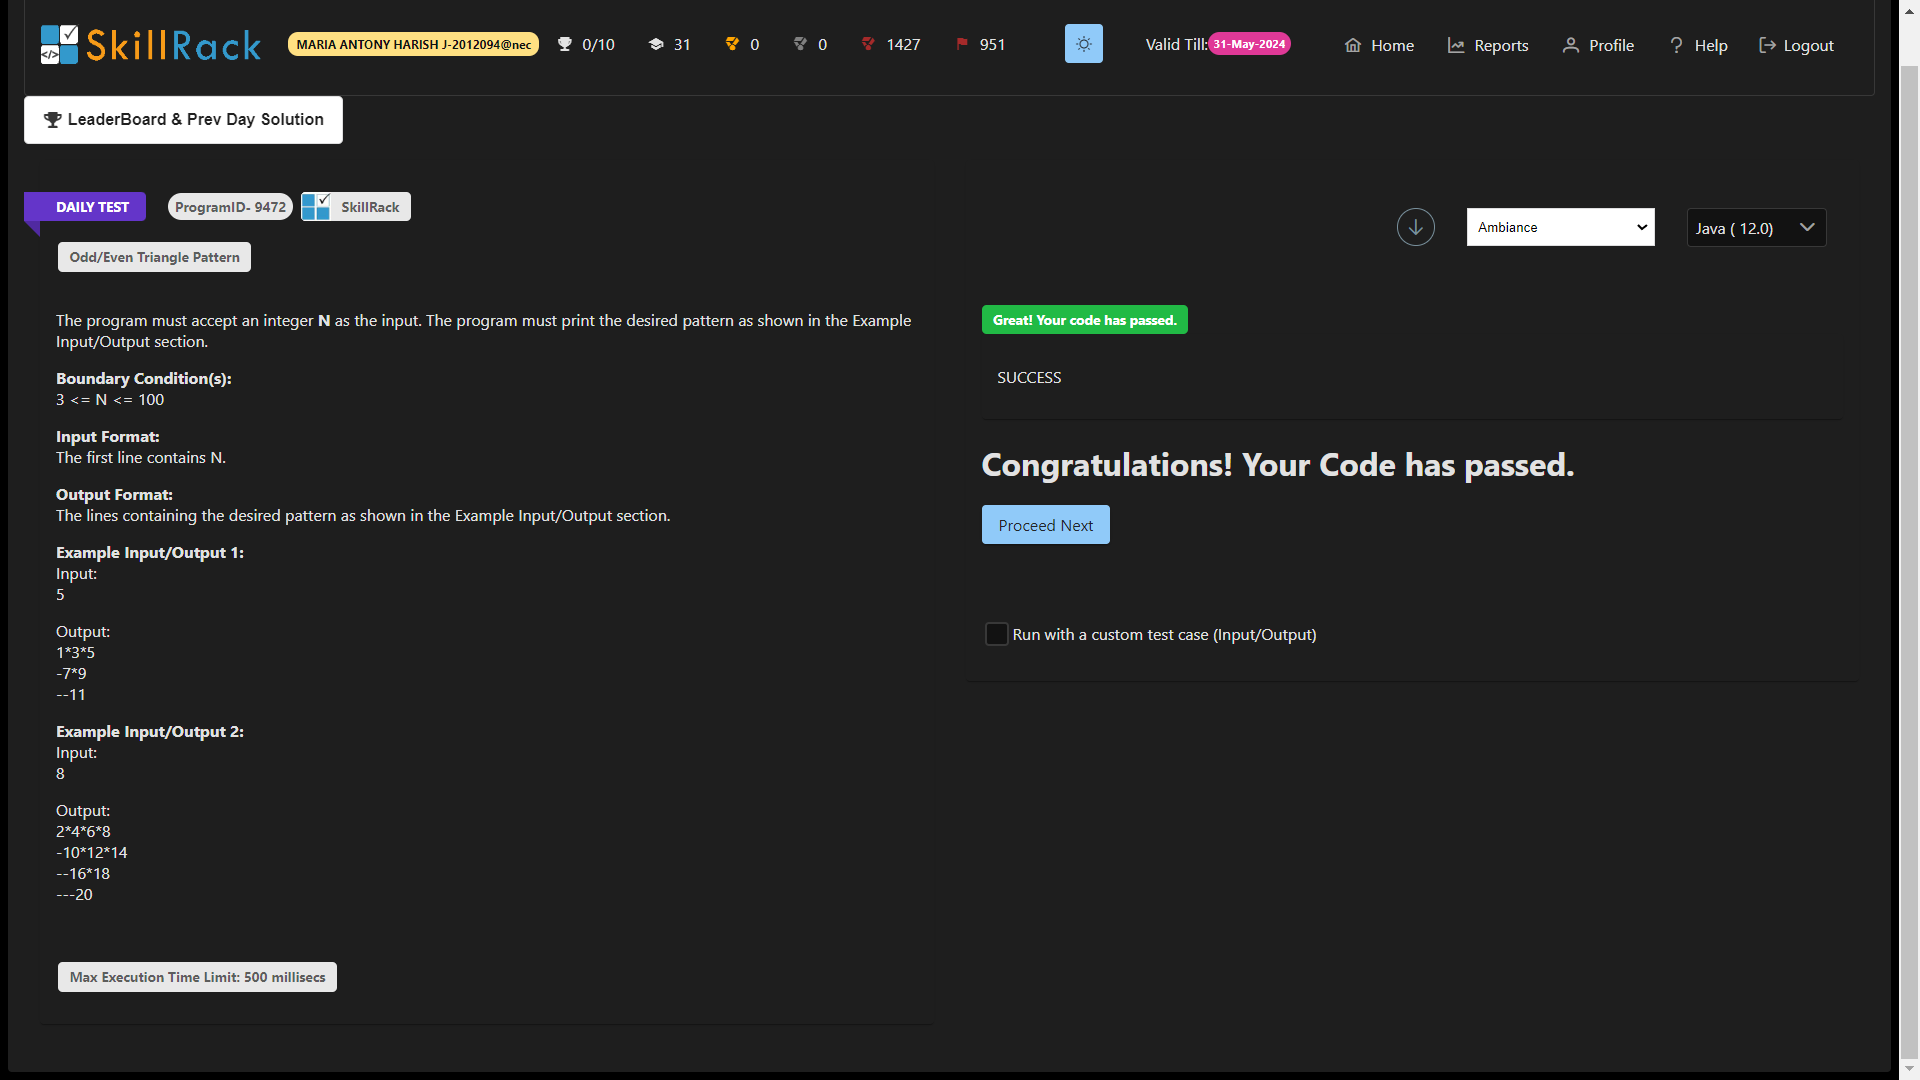 SkillRack MARIA ANTONY HARISH J-2012094@nec 0/10 31 0 0 1427 951 Valid Till: 31-May-2024 Home Reports Profile ? Help Logout
LeaderBoard & Prev Day Solution
DAILY TEST ProgramID- 9472 SkillRack
Ambiance Java ( 12.0)
Odd/Even Triangle Pattern
The program must accept an integer N as the input. The program must print the desired pattern as shown in the Example
Input/Output section.
Boundary Condition(s):
3 <= N <= 100
Input Format:
The first line contains N.
Output Format:
The lines containing the desired pattern as shown in the Example Input/Output section.
Example Input/Output 1:
Input:
5
Output:
1*3*5
-7*9
--11
Example Input/Output 2:
Input:
8
Output:
2*4*6*8
-10*12*14
--16*18
---20
Max Execution Time Limit: 500 millisecs
Great! Your code has passed.
SUCCESS
Congratulations! Your Code has passed.
Proceed Next
Run with a custom test case (Input/Output)